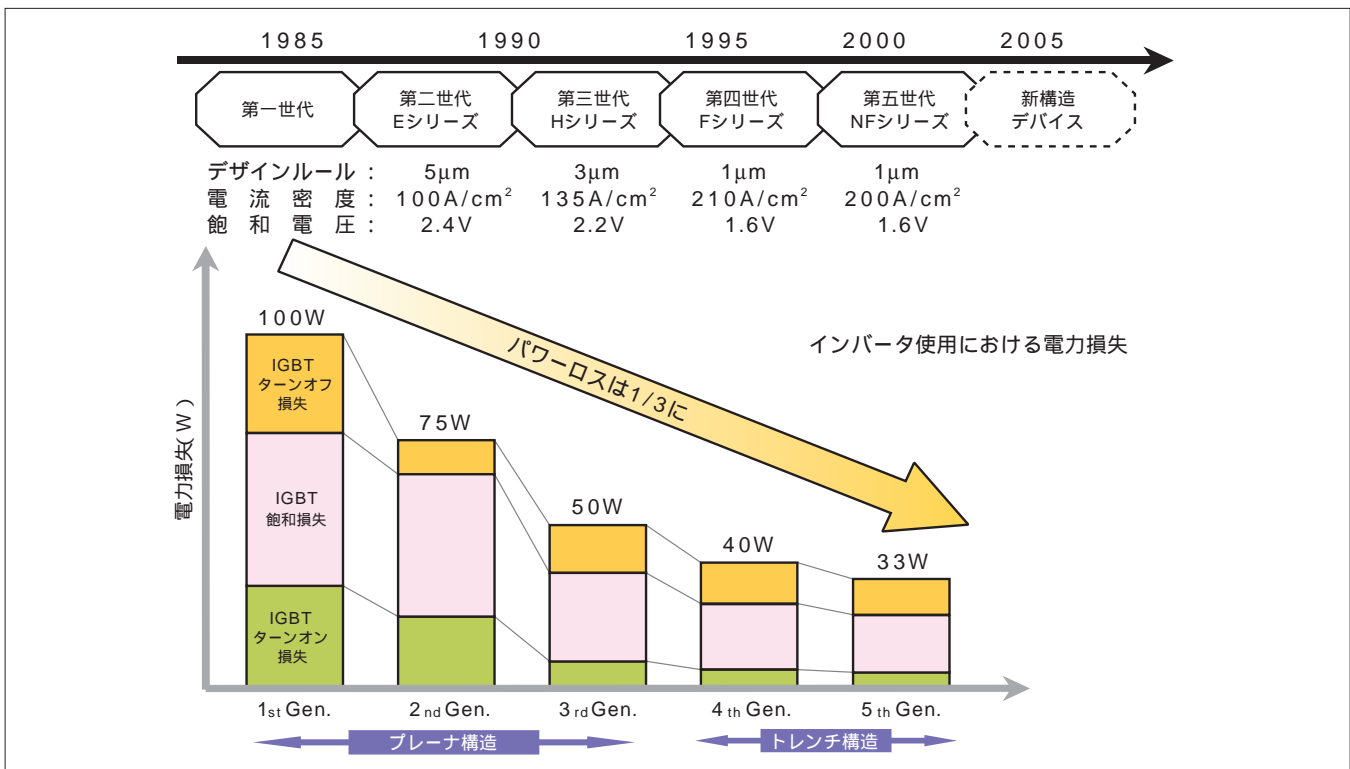 1985 1990 1995 2000 2005
第一世代
第二世代
Eシリーズ
第三世代
Hシリーズ
第四世代
Fシリーズ
第五世代
NFシリーズ
新構造
デバイス
デザインルール : 5μm 3μm 1μm 1μm
電流密度 : 100A/cm² 135A/cm² 210A/cm² 200A/cm²
飽和電圧 : 2.4V 2.2V 1.6V 1.6V
パワーロスは1/3に
インバータ使用における電力損失
電力損失(W)
100W
75W
50W
40W
33W
IGBT
ターンオフ
損失
IGBT
飽和損失
IGBT
ターンオン
損失
1st Gen. 2nd Gen. 3rd Gen. 4th Gen. 5th Gen.
プレーナ構造 トレンチ構造